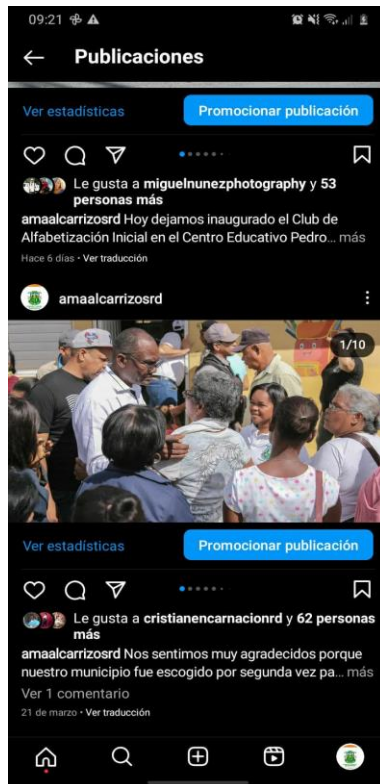 09:21
Publicaciones
Ver estadísticas
Promocionar publicación
Le gusta a miguelnunezphotography y 53
personas más
amaalcarrizosrd Hoy dejamos inaugurado el Club de
Alfabetización Inicial en el Centro Educativo Pedro... más
Hace 6 días • Ver traducción
amaalcarrizosrd
1/10
Ver estadísticas
Promocionar publicación
Le gusta a cristianencarnacionrd y 62 personas
más
amaalcarrizosrd Nos sentimos muy agradecidos porque
nuestro municipio fue escogido por segunda vez pa... más
Ver 1 comentario
21 de marzo • Ver traducción